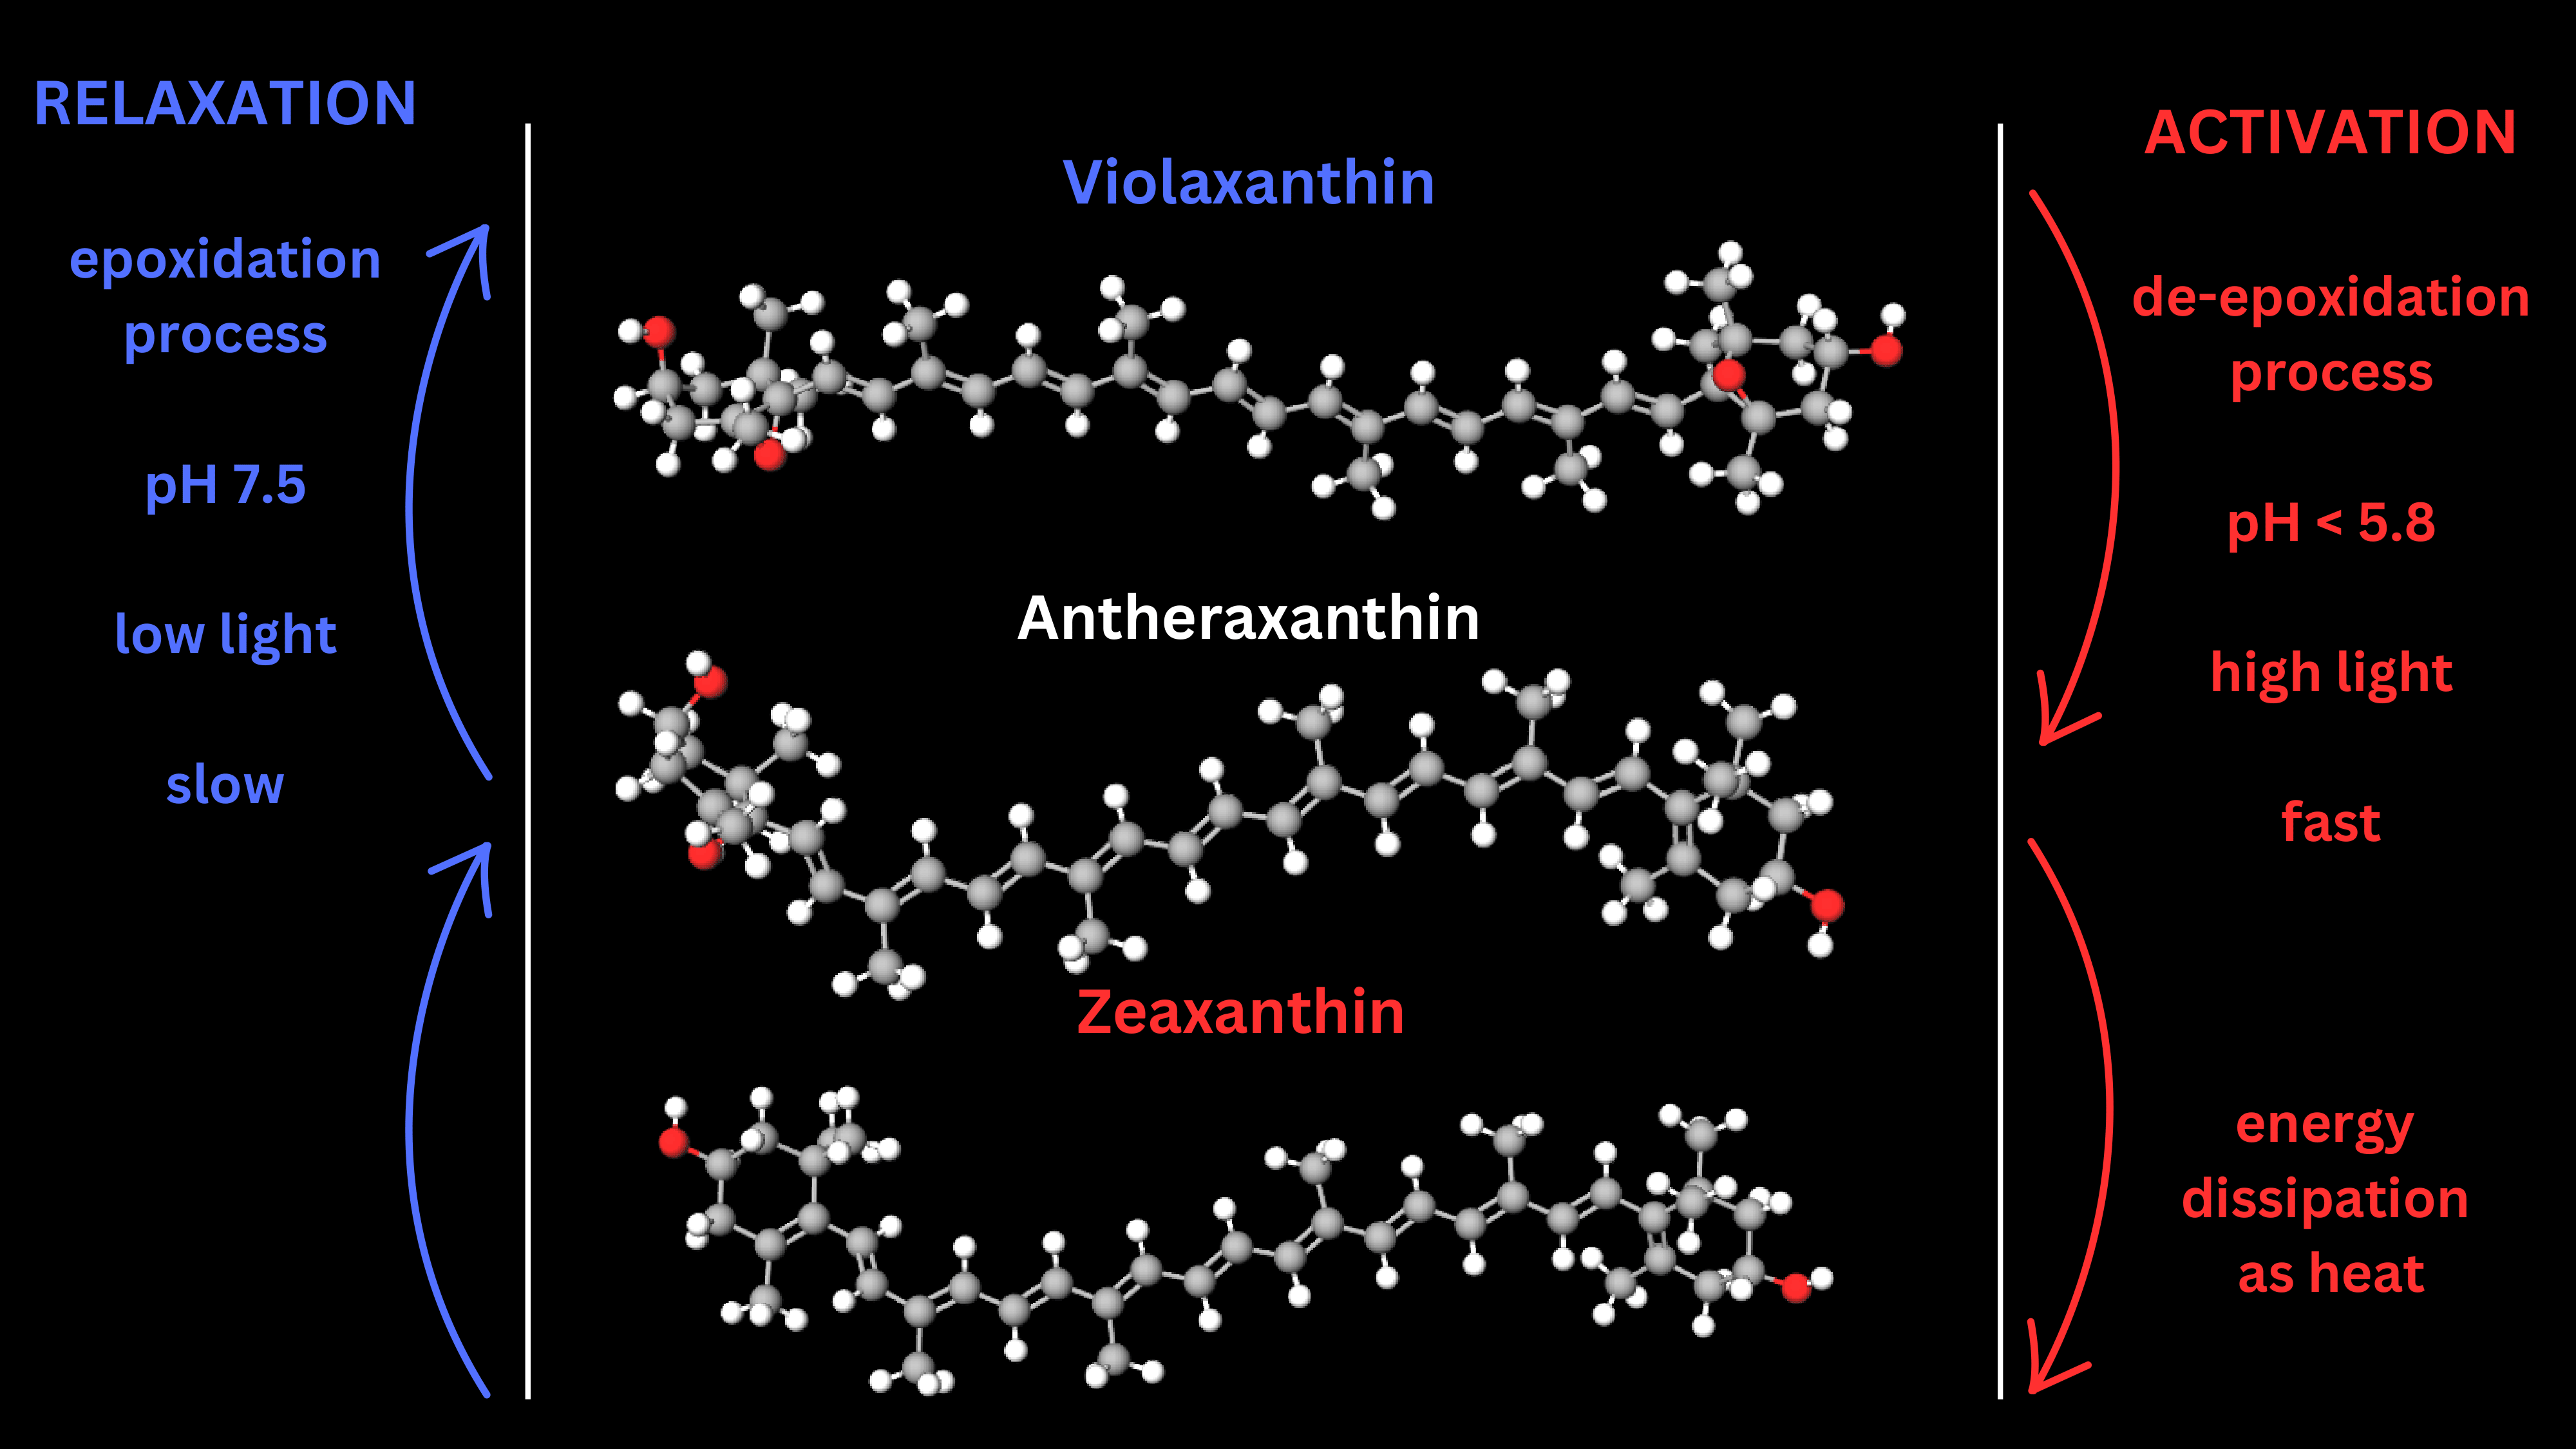 RELAXATION
epoxidation
process
pH 7.5
low light
slow
Violaxanthin
Antheraxanthin
Zeaxanthin
ACTIVATION
de-epoxidation
process
pH < 5.8
high light
fast
energy
dissipation
as heat